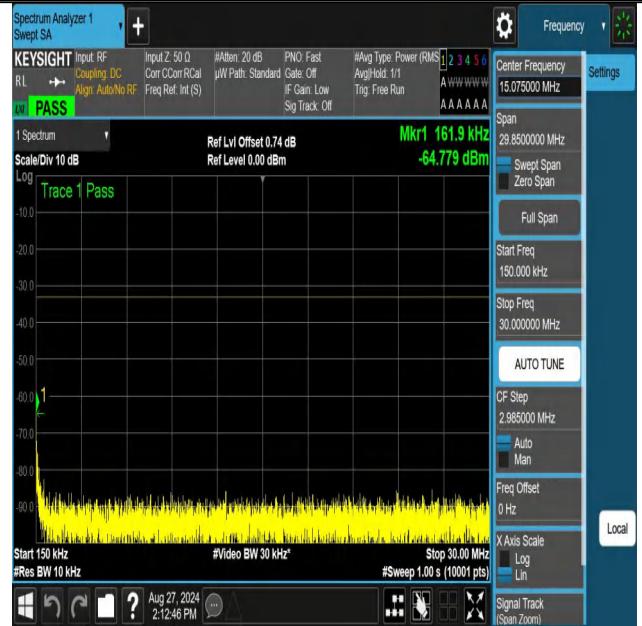 Spectrum Analyzer 1
Swept SA
+
Frequency
KEYSIGHT
RL
LXI PASS
Input: RF
Coupling: DC
Align: Auto/No RF
Input Z: 50 Ω
Corr CCorr RCal
Freq Ref: Int (S)
#Atten: 20 dB
µW Path: Standard
PNO: Fast
Gate: Off
IF Gain: Low
Sig Track: Off
#Avg Type: Power (RMS
Avg|Hold: 1/1
Trig: Free Run
1 2 3 4 5 6
A W W W W W
A A A A A A
Center Frequency
15.075000 MHz
Settings
Span
29.8500000 MHz
Swept Span
Zero Span
Full Span
Start Freq
150.000 kHz
Stop Freq
30.000000 MHz
AUTO TUNE
CF Step
2.985000 MHz
Auto
Man
Freq Offset
0 Hz
X Axis Scale
Log
Lin
Signal Track
(Span Zoom)
Local
1 Spectrum
Scale/Div 10 dB
Log
Ref Lvl Offset 0.74 dB
Ref Level 0.00 dBm
Mkr1 161.9 kHz
-64.779 dBm
Trace 1 Pass
-10.0
-20.0
-30.0
-40.0
-50.0
-60.0
-70.0
-80.0
-90.0
1
Start 150 kHz
#Res BW 10 kHz
#Video BW 30 kHz*
Stop 30.00 MHz
#Sweep 1.00 s (10001 pts)
?
Aug 27, 2024
2:12:46 PM